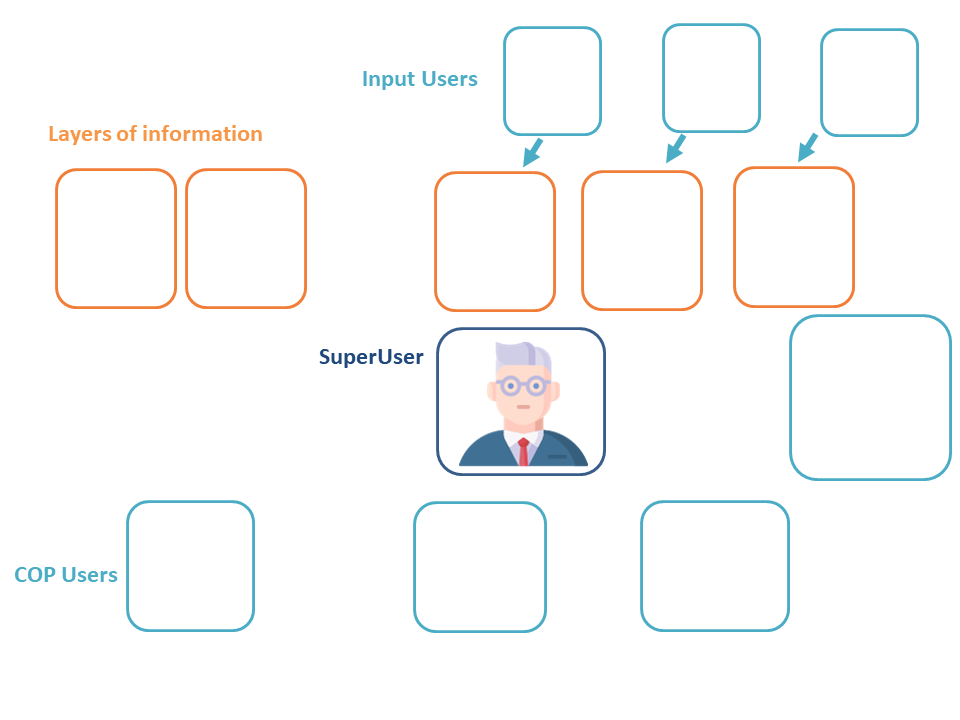 Input Users
Layers of information
SuperUser
COP Users